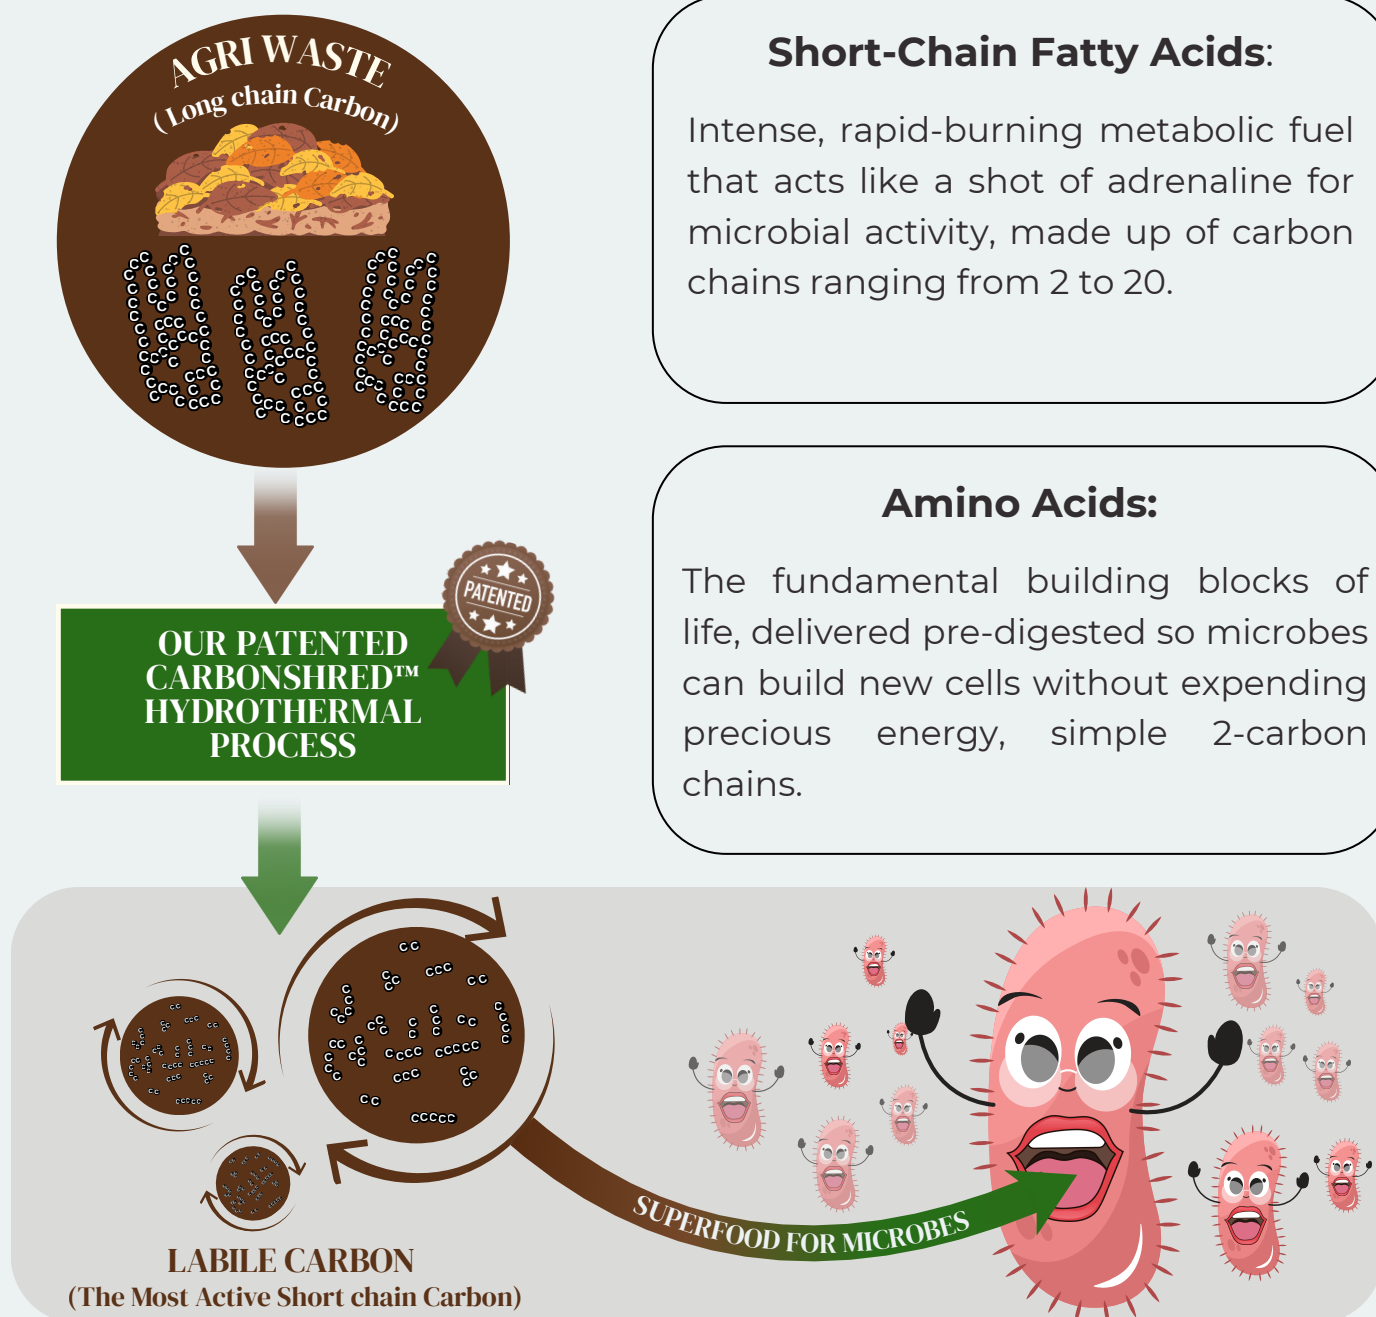 AGRI WASTE
( Long chain Carbon)
OUR PATENTED
CARBONSHRED™
HYDROTHERMAL
PROCESS
PATENTED
Short-Chain Fatty Acids:
Intense, rapid-burning metabolic fuel
that acts like a shot of adrenaline for
microbial activity, made up of carbon
chains ranging from 2 to 20.
Amino Acids:
The fundamental building blocks of
life, delivered pre-digested so microbes
can build new cells without expending
precious energy, simple 2-carbon
chains.
SUPERFOOD FOR MICROBES
LABILE CARBON
(The Most Active Short chain Carbon)